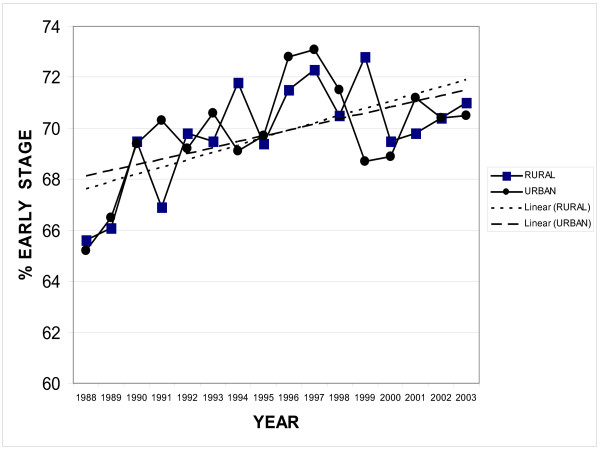 74
72
70
68
66
64
62
60
% EARLY STAGE
1988 1989 1990 1991 1992 1993 1994 1995 1996 1997 1998 1999 2000 2001 2002 2003
YEAR
RURAL
URBAN
Linear (RURAL)
Linear (URBAN)